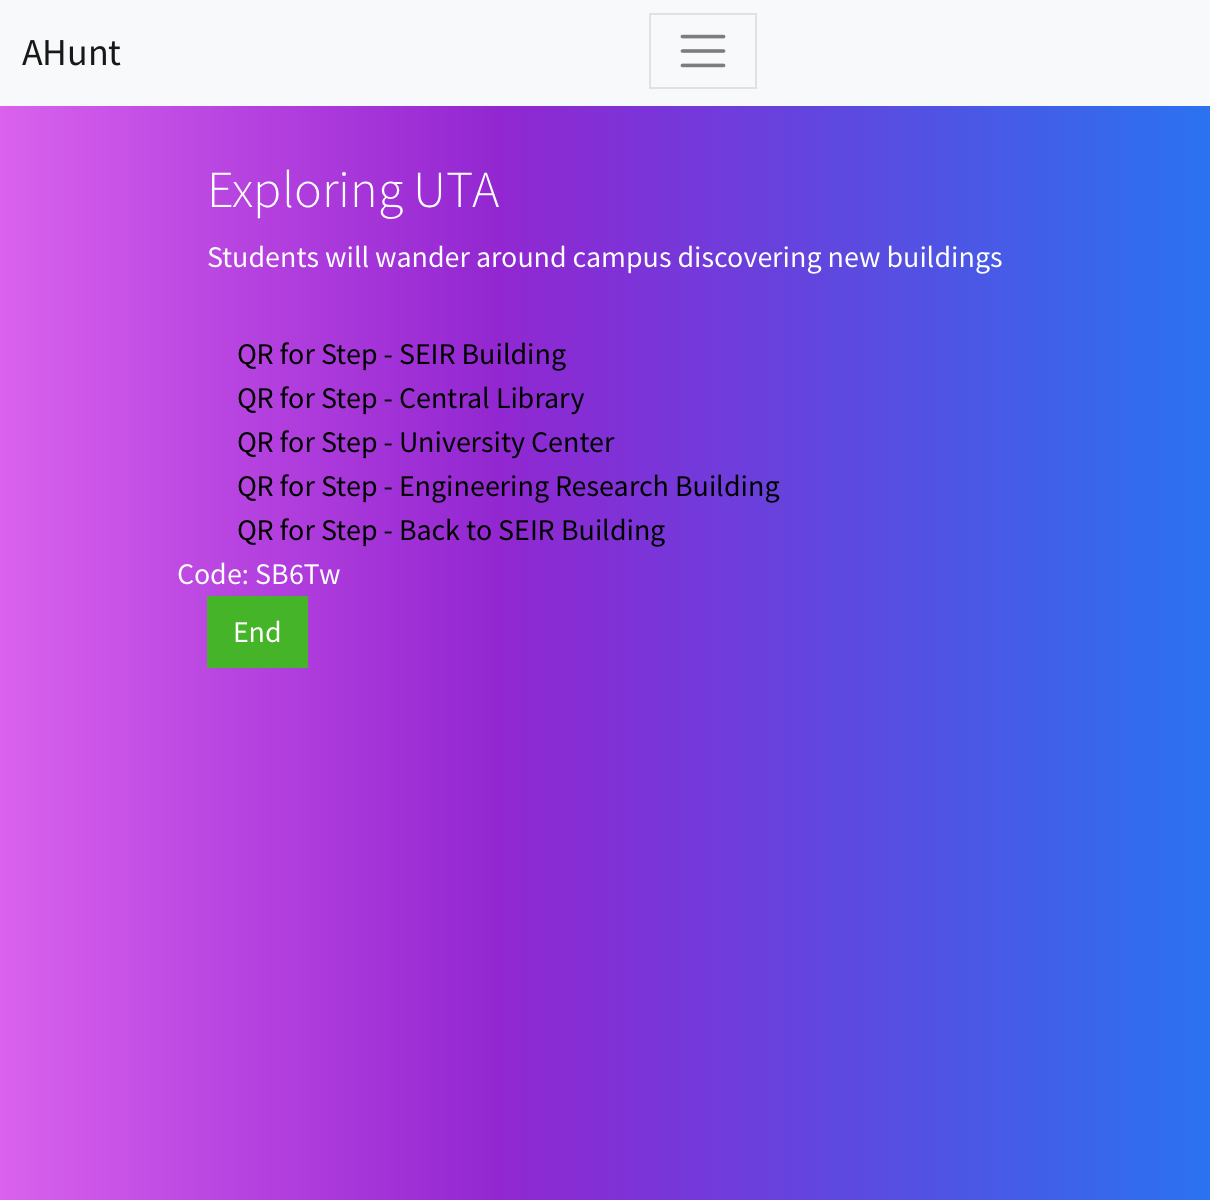 AHunt
Exploring UTA
Students will wander around campus discovering new buildings
QR for Step - SEIR Building
QR for Step - Central Library
QR for Step - University Center
QR for Step - Engineering Research Building
QR for Step - Back to SEIR Building
Code: SB6Tw
End